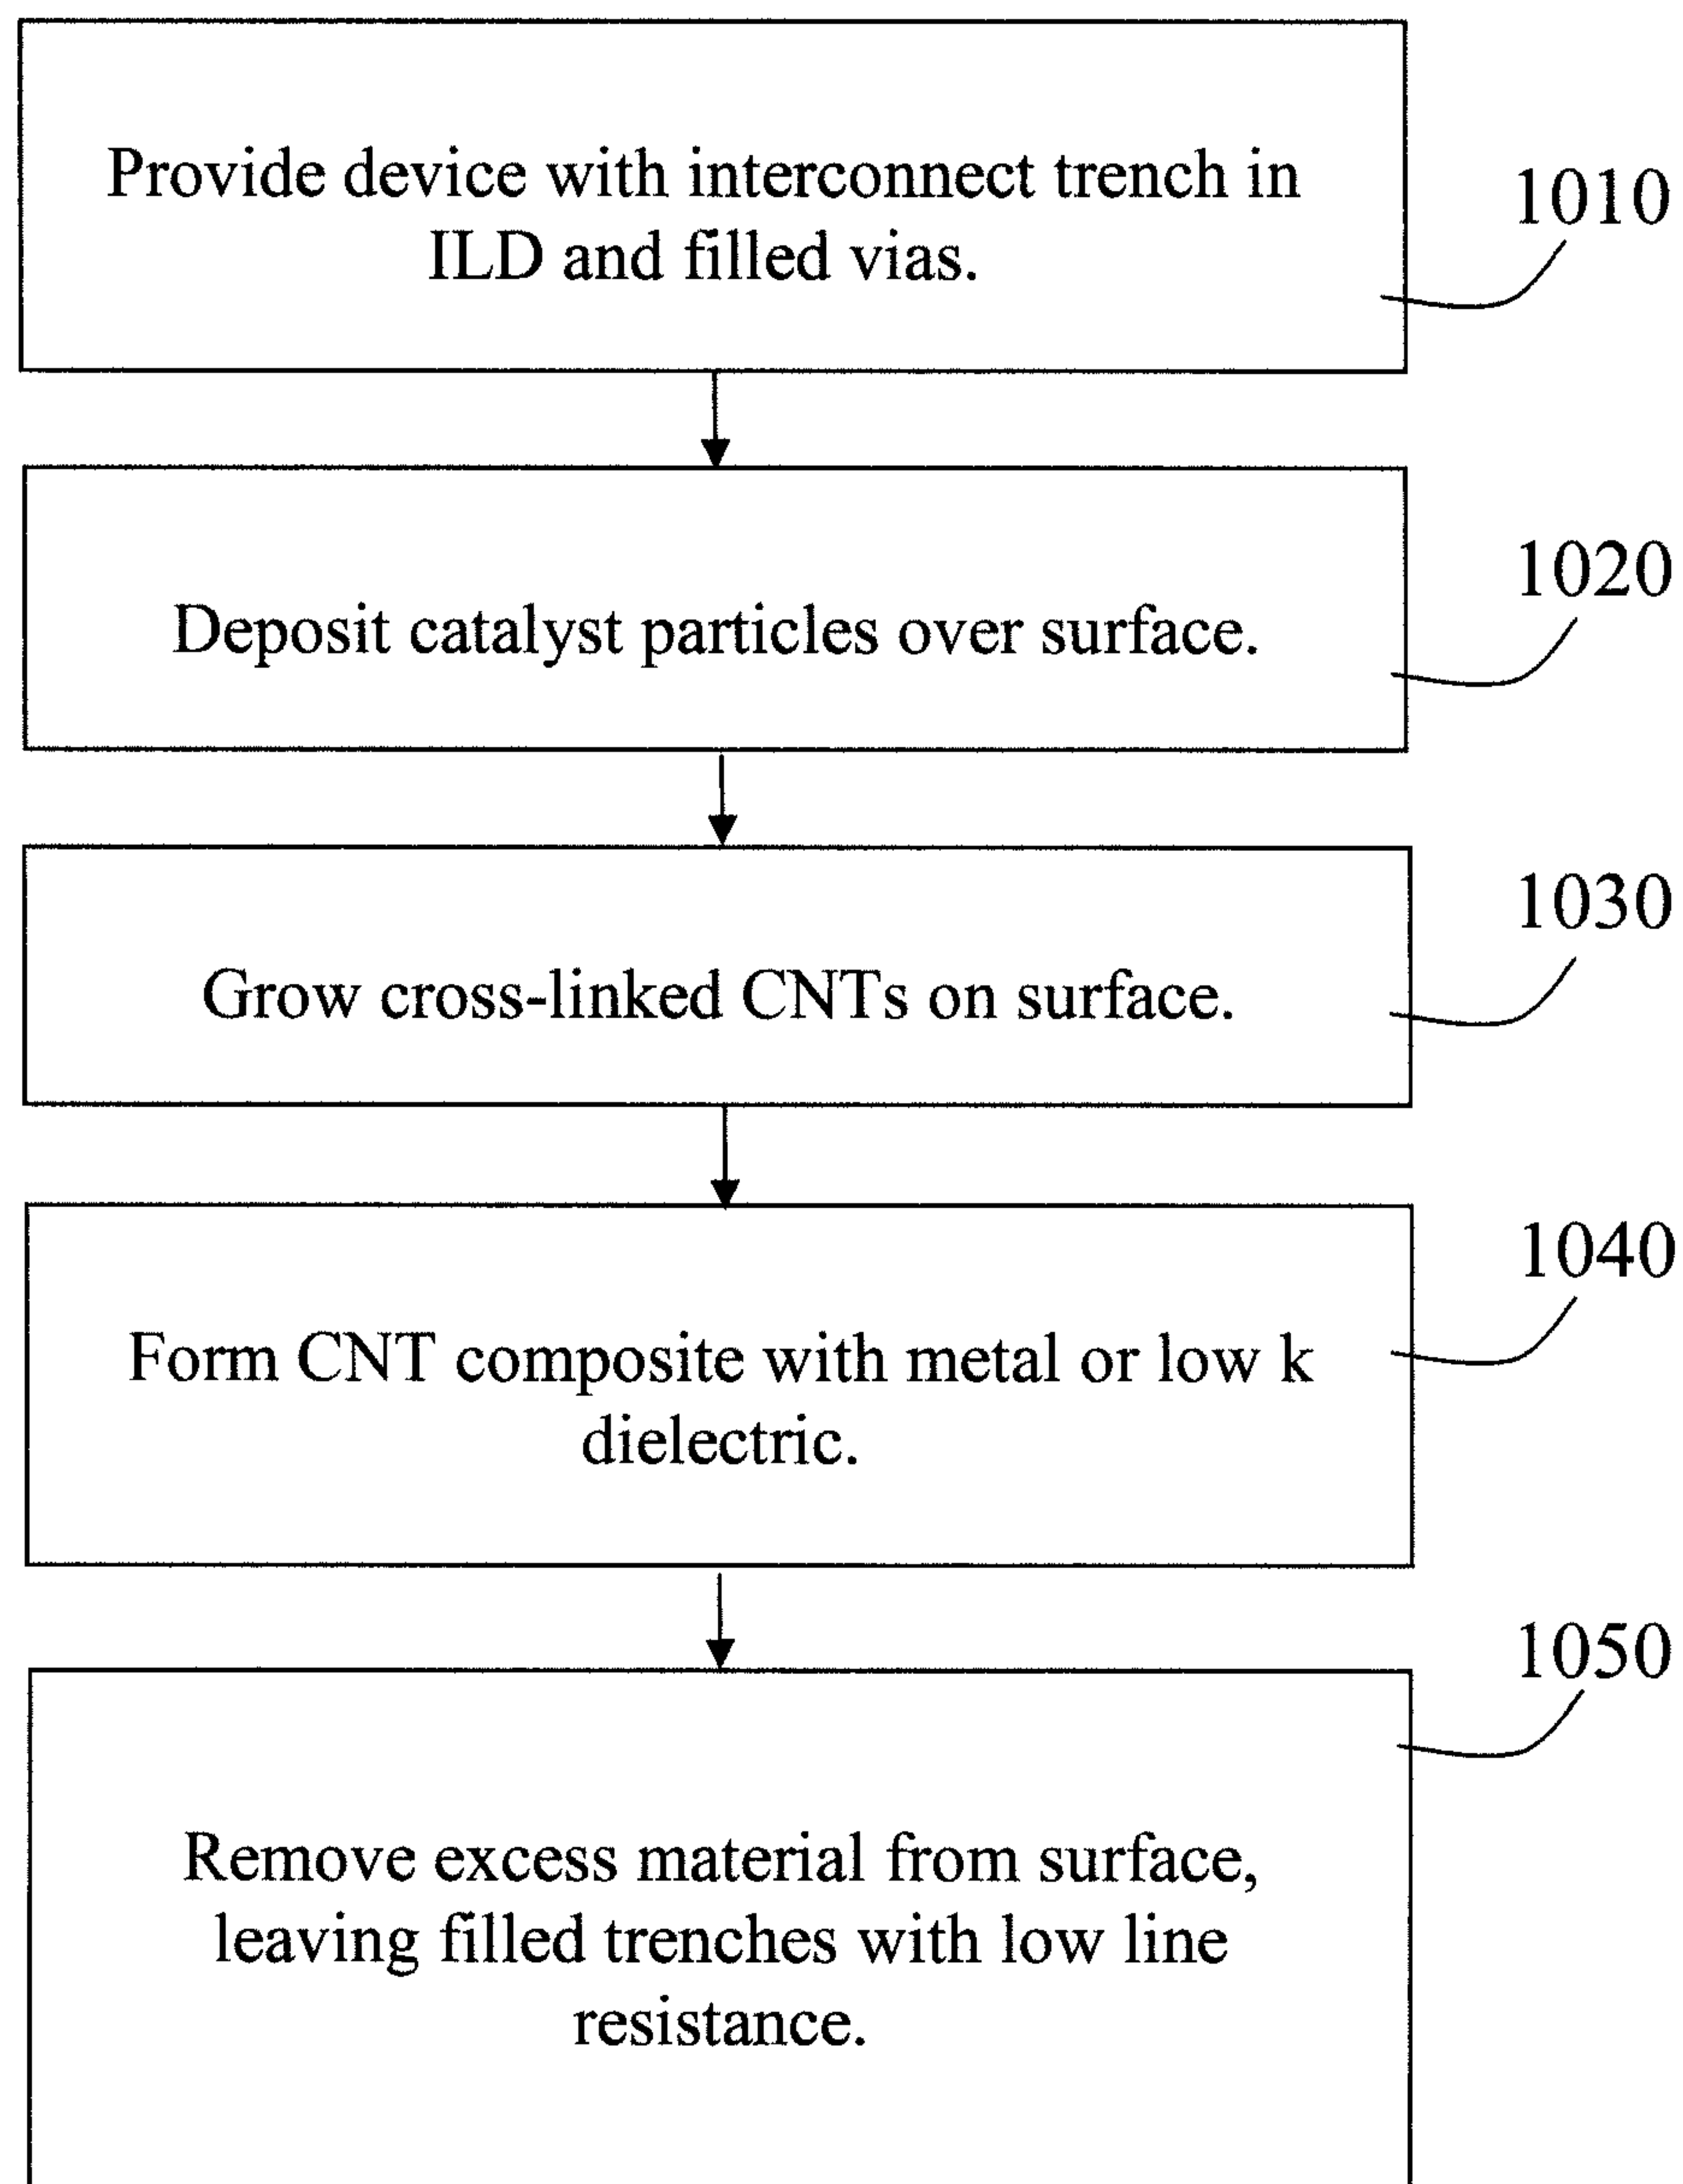 Provide device with interconnect trench in
ILD and filled vias.
1010
Deposit catalyst particles over surface.
1020
Grow cross-linked CNTs on surface.
1030
Form CNT composite with metal or low k
dielectric.
1040
Remove excess material from surface,
leaving filled trenches with low line
resistance.
1050